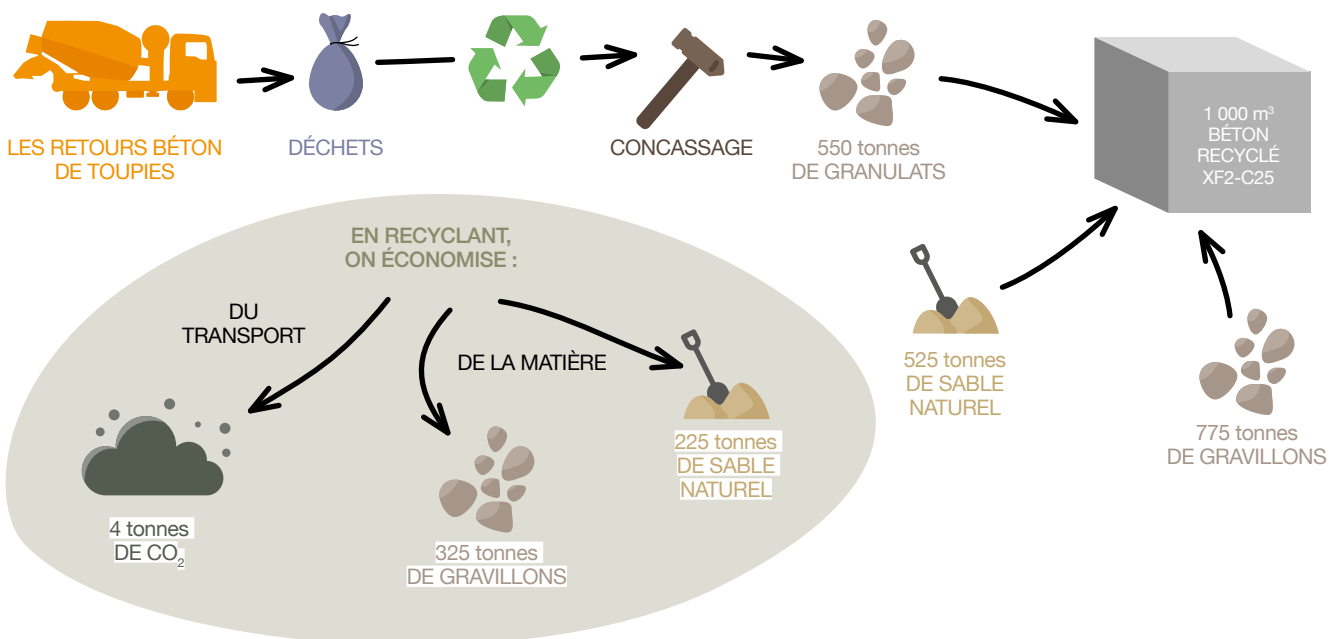 LES RETOURS BÉTON
DE TOUPIES
DÉCHETS
CONCASSAGE
550 tonnes
DE GRANULATS
1 000 m³
BÉTON
RECYCLÉ
XF2-C25
EN RECYCLANT,
ON ÉCONOMISE :
DU
TRANSPORT
DE LA MATIÈRE
4 tonnes
DE CO₂
325 tonnes
DE GRAVILLONS
225 tonnes
DE SABLE
NATUREL
525 tonnes
DE SABLE
NATUREL
775 tonnes
DE GRAVILLONS